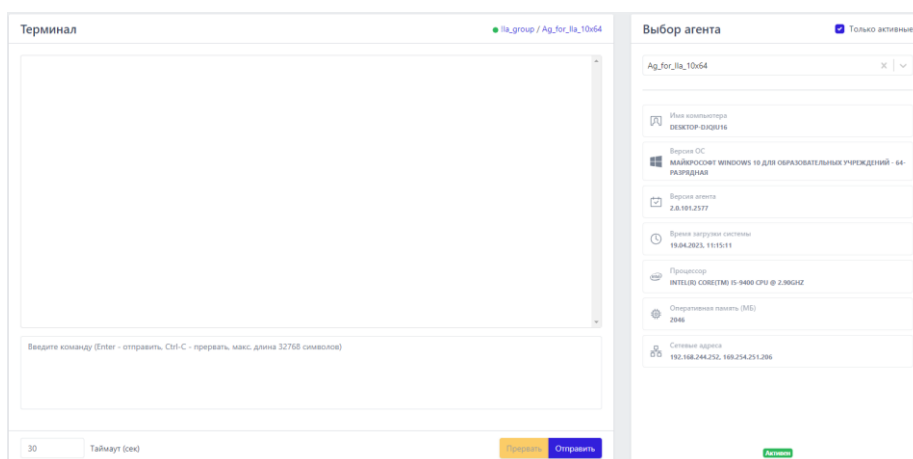 Терминал
lla_group / Ag_for_lla_10x64
Введите команду (Enter - отправить, Ctrl-C - прервать, макс. длина 32768 символов)
30
Таймаут (сек)
Прервать
Отправить
Выбор агента
Только активные
Ag_for_lla_10x64
Имя компьютера
DESKTOP-DJQIU16
Версия ОС
МАЙКРОСОФТ WINDOWS 10 ДЛЯ ОБРАЗОВАТЕЛЬНЫХ УЧРЕЖДЕНИЙ - 64-
РАЗРЯДНАЯ
Версия агента
2.0.101.2577
Время загрузки системы
19.04.2023, 11:15:11
Процессор
INTEL(R) CORE(TM) I5-9400 CPU @ 2.90GHZ
Оперативная память (МБ)
2046
Сетевые адреса
192.168.244.252, 169.254.251.206
Активен